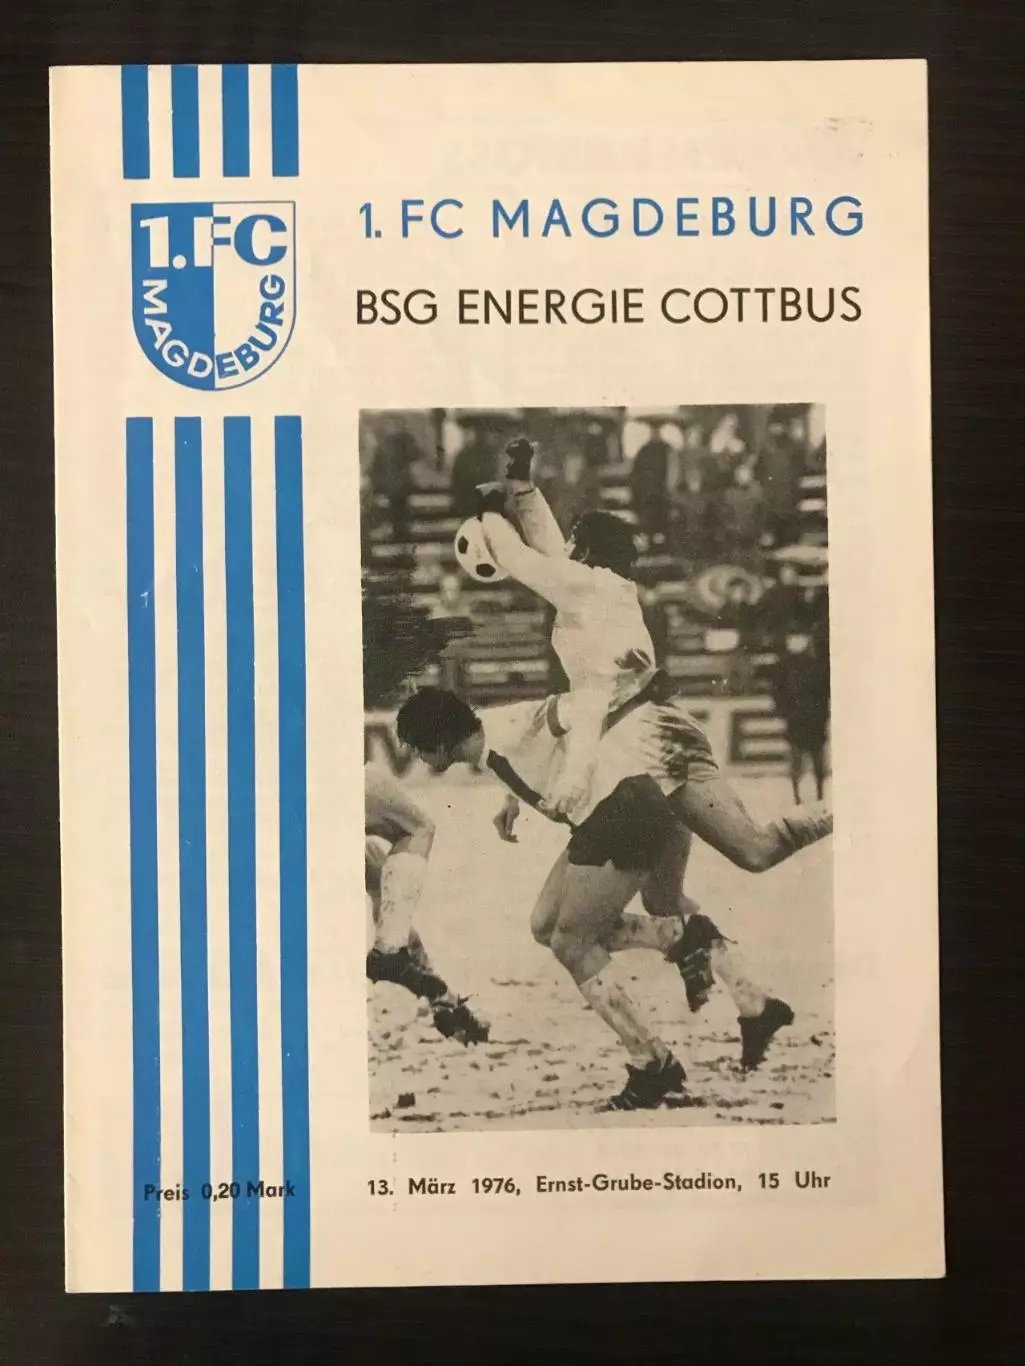 1. FC
MAGDEBURG
1. FC MAGDEBURG
BSG ENERGIE COTTBUS
Preis 0,20 Mark
13. März 1976, Ernst-Grube-Stadion, 15 Uhr